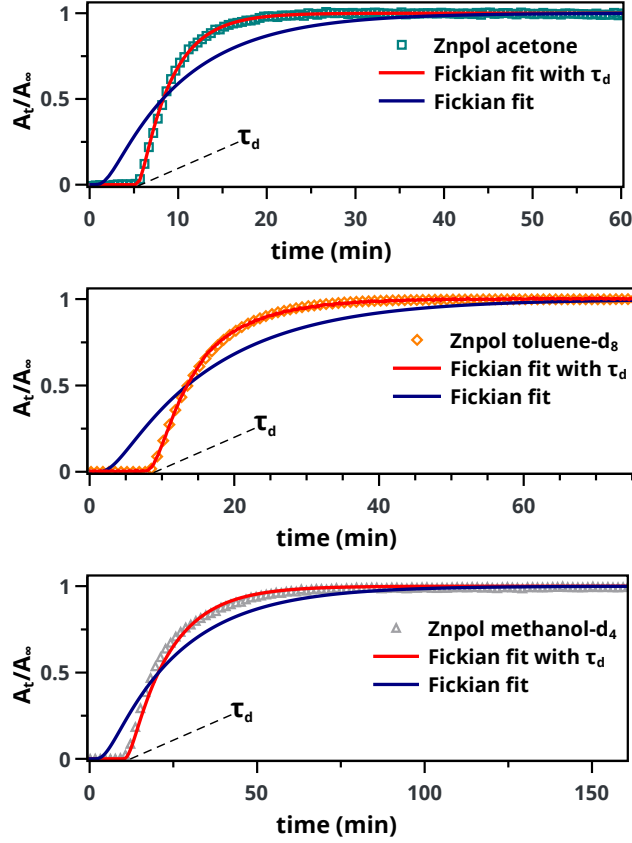 1
0.5
0
A_t/A_∞
Znpol acetone
Fickian fit with τ_d
Fickian fit
τ_d
0 10 20 30 40 50 60
time (min)
1
0.5
0
A_t/A_∞
Znpol toluene-d₈
Fickian fit with τ_d
Fickian fit
τ_d
0 20 40 60
time (min)
1
0.5
0
A_t/A_∞
Znpol methanol-d₄
Fickian fit with τ_d
Fickian fit
τ_d
0 50 100 150
time (min)